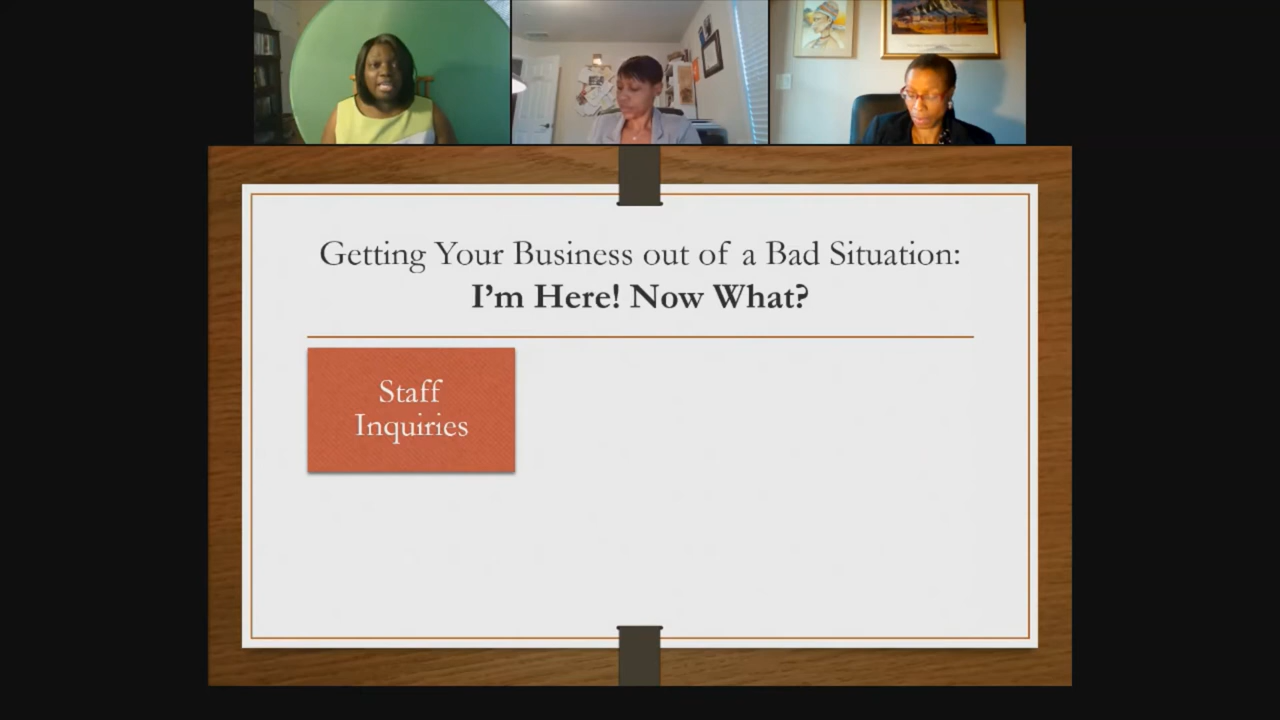 Getting Your Business out of a Bad Situation:
I’m Here! Now What?
Staff
Inquiries